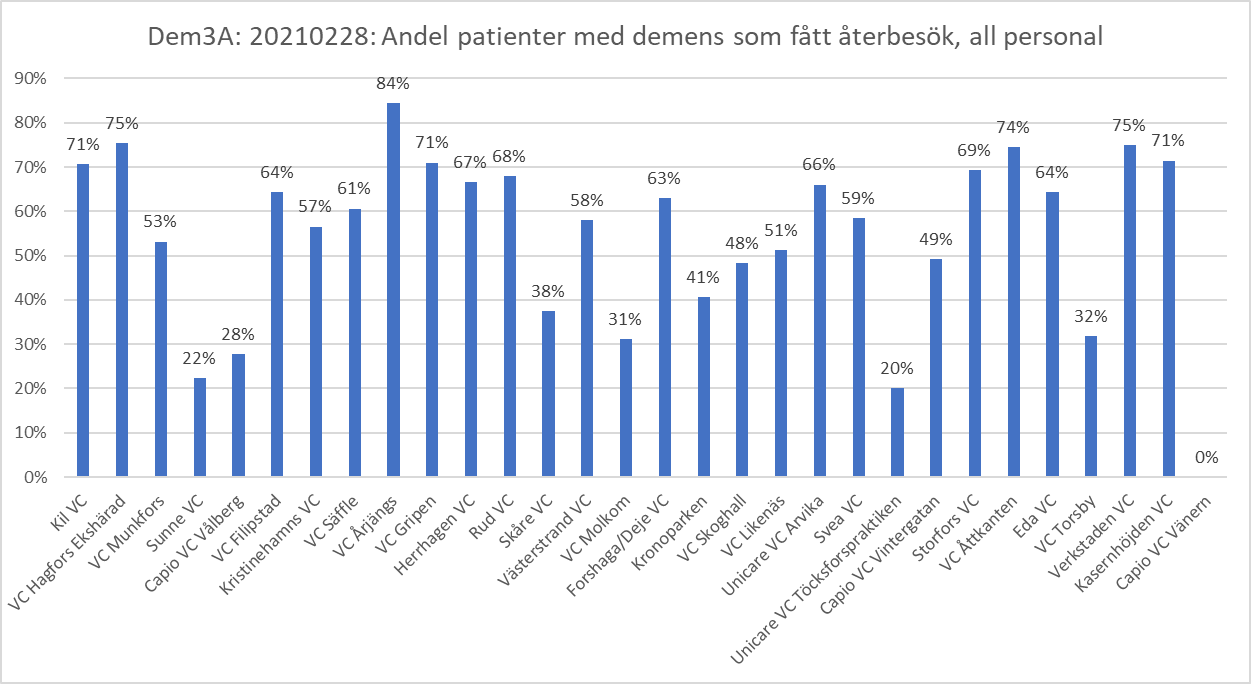 Dem3A: 20210228: Andel patienter med demens som fått återbesök, all personal
90%
80%
70%
60%
50%
40%
30%
20%
10%
0%
71%
75%
53%
22%
28%
64%
57%
61%
84%
71%
67%
68%
38%
58%
31%
63%
41%
48%
51%
66%
59%
20%
49%
69%
74%
64%
32%
75%
71%
0%
Kil VC
VC Hagfors Ekshärad
VC Munkfors
Sunne VC
Capio VC Vålberg
VC Filipstad
Kristinehamns VC
VC Säffle
VC Årjängs
VC Gripen
Herrhagen VC
Rud VC
Skåre VC
Västerstrand VC
VC Molkom
Forshaga/Deje VC
Kronoparken
VC Skoghall
VC Likenäs
Unicare VC Arvika
Svea VC
Unicare VC Töcksforspraktiken
Capio VC Vintergatan
Storfors VC
VC Åttkanten
Eda VC
VC Torsby
Verkstaden VC
Kasernhöjden VC
Capio VC Vänern